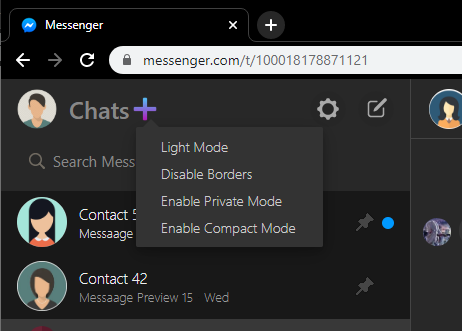 Messenger
messenger.com/t/100018178871121
Chats
Light Mode
Search Mess
Disable Borders
Enable Private Mode
Contact 5
Enable Compact Mode
Messaage
Contact 42
Messaage Preview 15 Wed